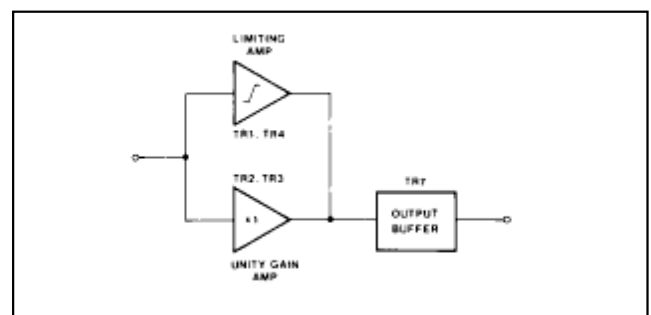 LIMITING
AMP
TR1, TR4
TR2, TR3
x1
UNITY GAIN
AMP
TR7
OUTPUT
BUFFER